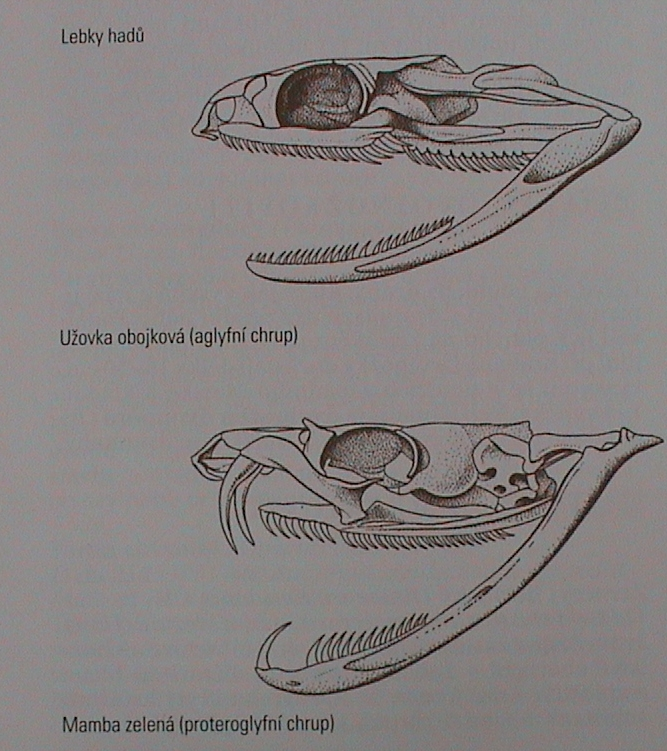 Lebky hadů
Užovka obojková (aglyfní chrup)
Mamba zelená (proteroglyfní chrup)